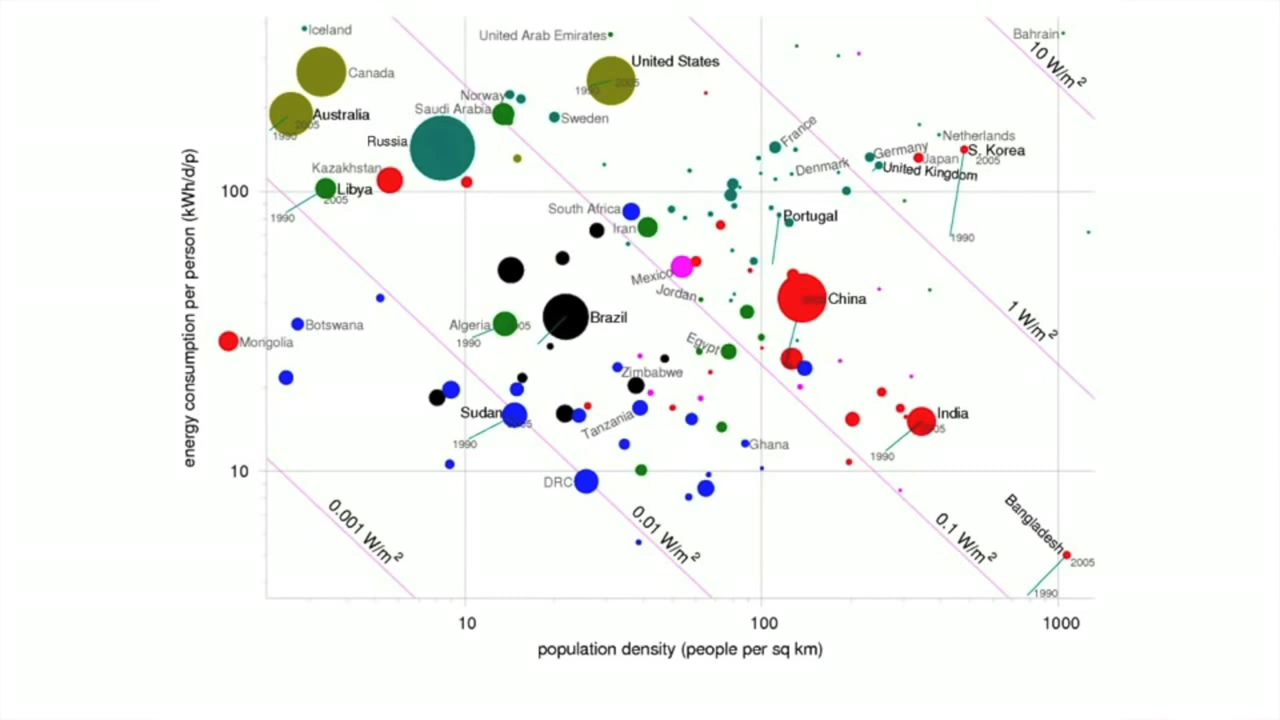 Iceland
United Arab Emirates
Bahrain
10 W/m²
Canada
United States
1990
2005
Norway
Saudi Arabia
Australia
2005
1990
Sweden
Russia
France
Netherlands
S. Korea
2005
Germany
Japan
Denmark
United Kingdom
Kazakhstan
Libya
2005
1990
100
South Africa
Iran
Portugal
1990
Mexico
Jordan
China
Botswana
Algeria
2005
1990
Brazil
1 W/m²
Mongolia
Egypt
Zimbabwe
Sudan
2005
1990
Tanzania
India
2005
1990
Ghana
10
DRC
0.001 W/m²
0.01 W/m²
0.1 W/m²
Bangladesh
2005
1990
energy consumption per person (kWh/d/p)
10
100
1000
population density (people per sq km)